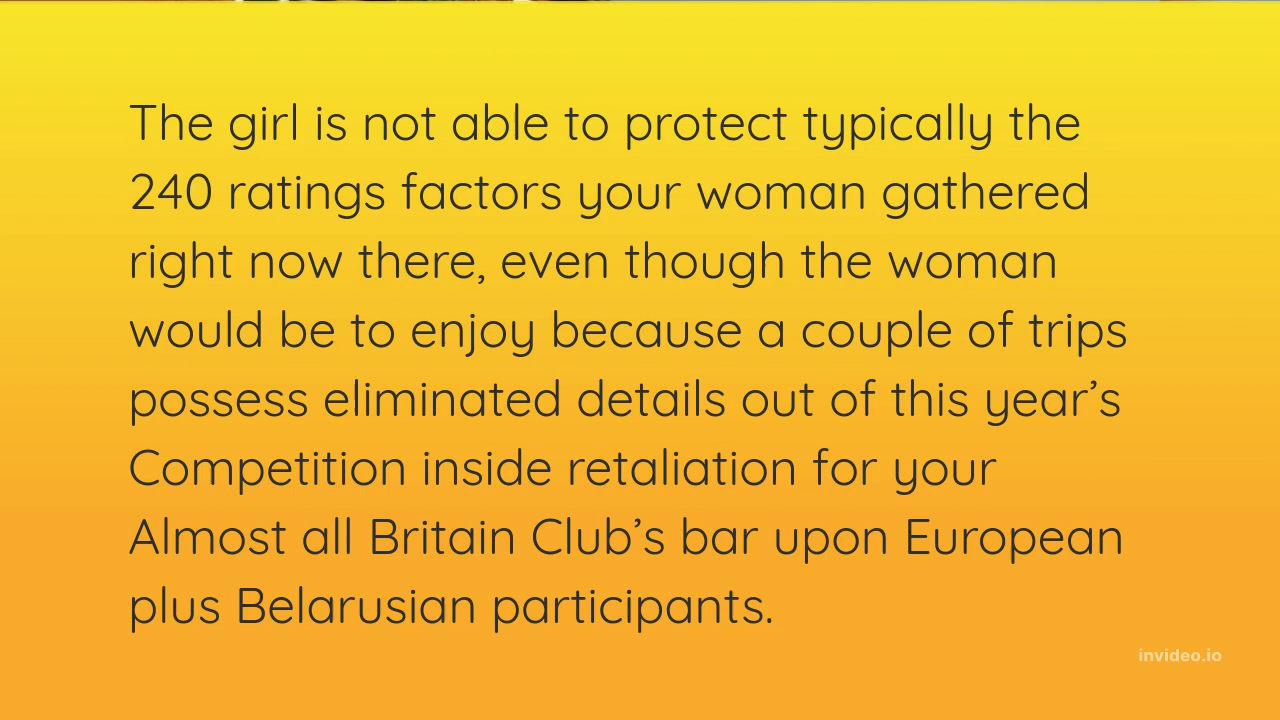 The girl is not able to protect typically the
240 ratings factors your woman gathered
right now there, even though the woman
would be to enjoy because a couple of trips
possess eliminated details out of this year’s
Competition inside retaliation for your
Almost all Britain Club’s bar upon European
plus Belarusian participants.
invideo.io